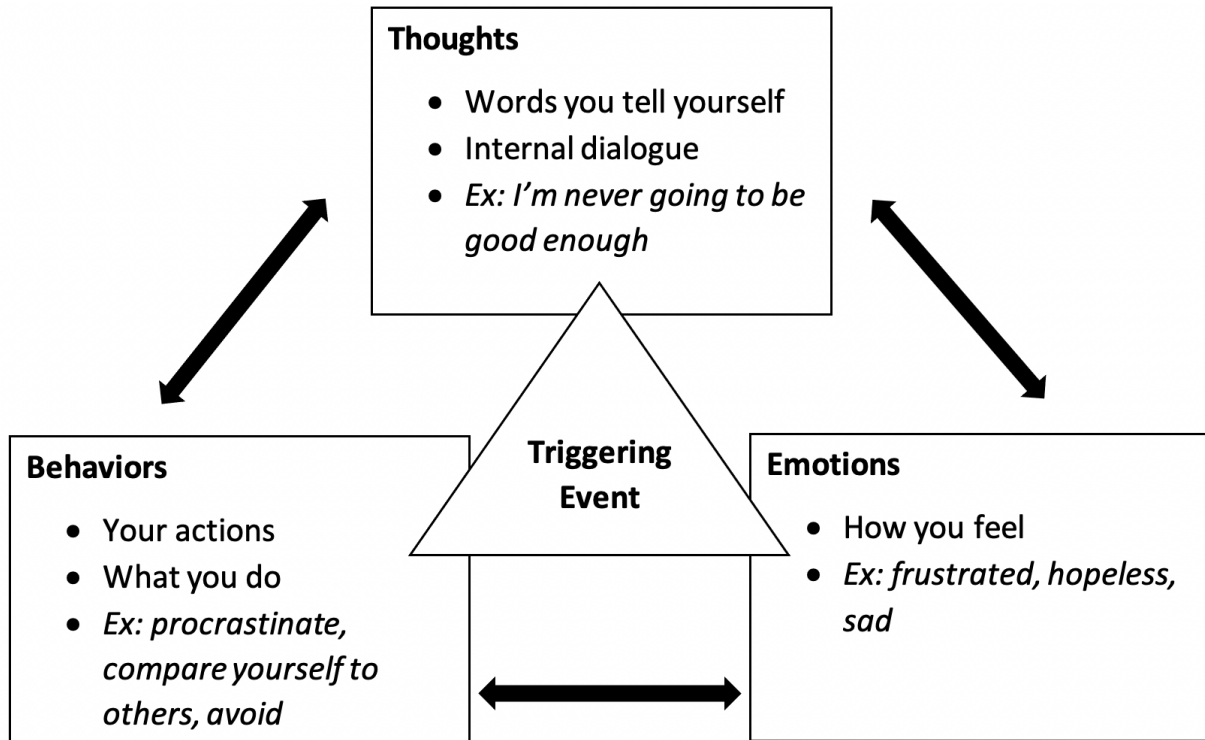 Thoughts
• Words you tell yourself
• Internal dialogue
• Ex: I’m never going to be
good enough
Triggering
Event
Behaviors
• Your actions
• What you do
• Ex: procrastinate,
compare yourself to
others, avoid
Emotions
• How you feel
• Ex: frustrated, hopeless,
sad